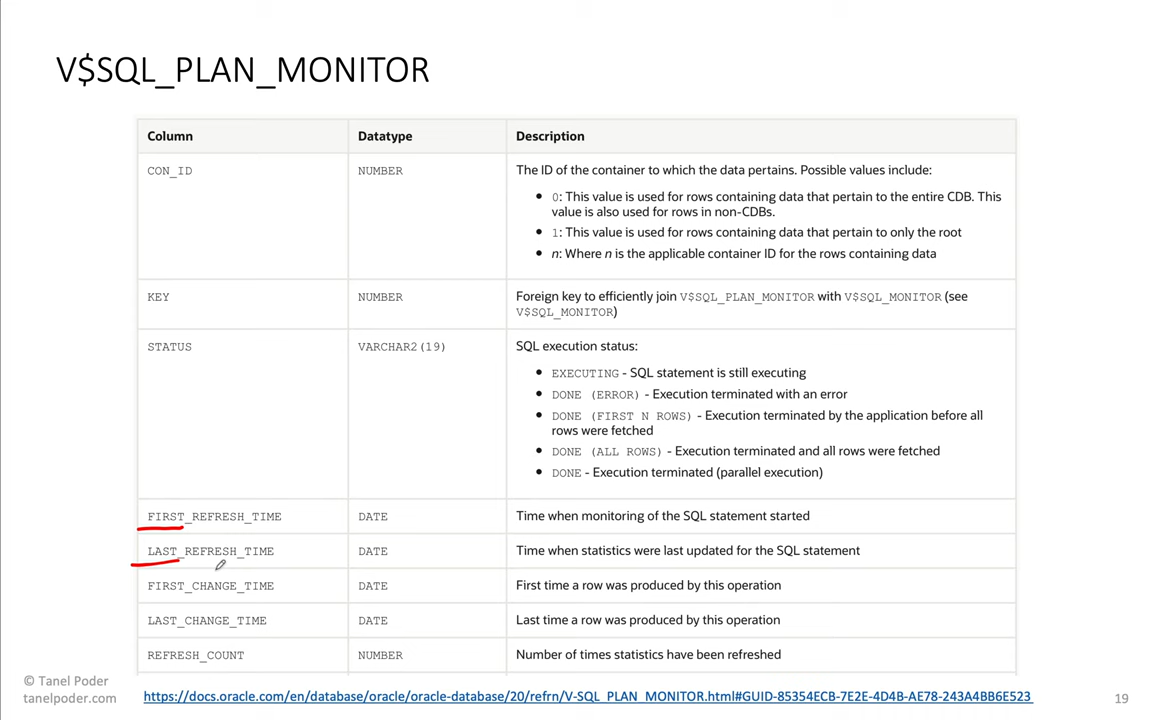 V$SQL_PLAN_MONITOR
Column Datatype Description
CON_ID NUMBER The ID of the container to which the data pertains. Possible values include:
• 0: This value is used for rows containing data that pertain to the entire CDB. This
value is also used for rows in non-CDBs.
• 1: This value is used for rows containing data that pertain to only the root
• n: Where n is the applicable container ID for the rows containing data
KEY NUMBER Foreign key to efficiently join V$SQL_PLAN_MONITOR with V$SQL_MONITOR (see
V$SQL_MONITOR)
STATUS VARCHAR2(19) SQL execution status:
• EXECUTING - SQL statement is still executing
• DONE (ERROR) - Execution terminated with an error
• DONE (FIRST N ROWS) - Execution terminated by the application before all
rows were fetched
• DONE (ALL ROWS) - Execution terminated and all rows were fetched
• DONE - Execution terminated (parallel execution)
FIRST_REFRESH_TIME DATE Time when monitoring of the SQL statement started
LAST_REFRESH_TIME DATE Time when statistics were last updated for the SQL statement
FIRST_CHANGE_TIME DATE First time a row was produced by this operation
LAST_CHANGE_TIME DATE Last time a row was produced by this operation
REFRESH_COUNT NUMBER Number of times statistics have been refreshed
© Tanel Poder
tanelpoder.com
https://docs.oracle.com/en/database/oracle/oracle-database/20/refrn/V-SQL_PLAN_MONITOR.html#GUID-85354ECB-7E2E-4D4B-AE78-243A4BB6E523
19